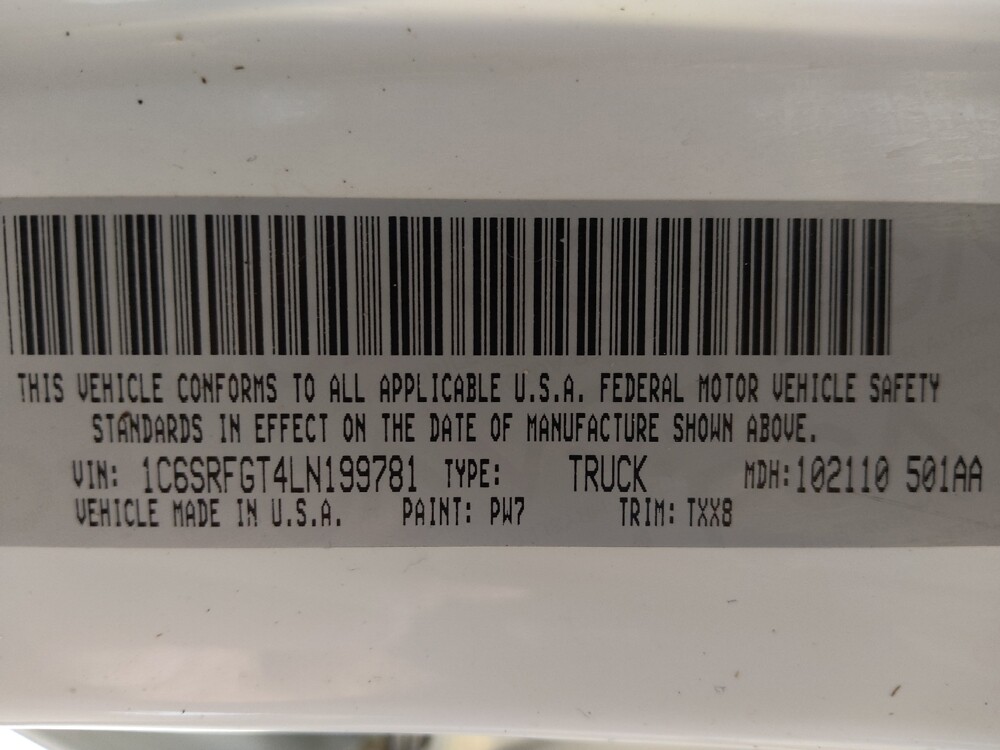 THIS VEHICLE CONFORMS TO ALL APPLICABLE U.S.A. FEDERAL MOTOR VEHICLE SAFETY
STANDARDS IN EFFECT ON THE DATE OF MANUFACTURE SHOWN ABOVE.
VIN: 1C6SRFGT4LN199781 TYPE: TRUCK MDH: 102110 501AA
VEHICLE MADE IN U.S.A. PAINT: PW7 TRIM: TXX8